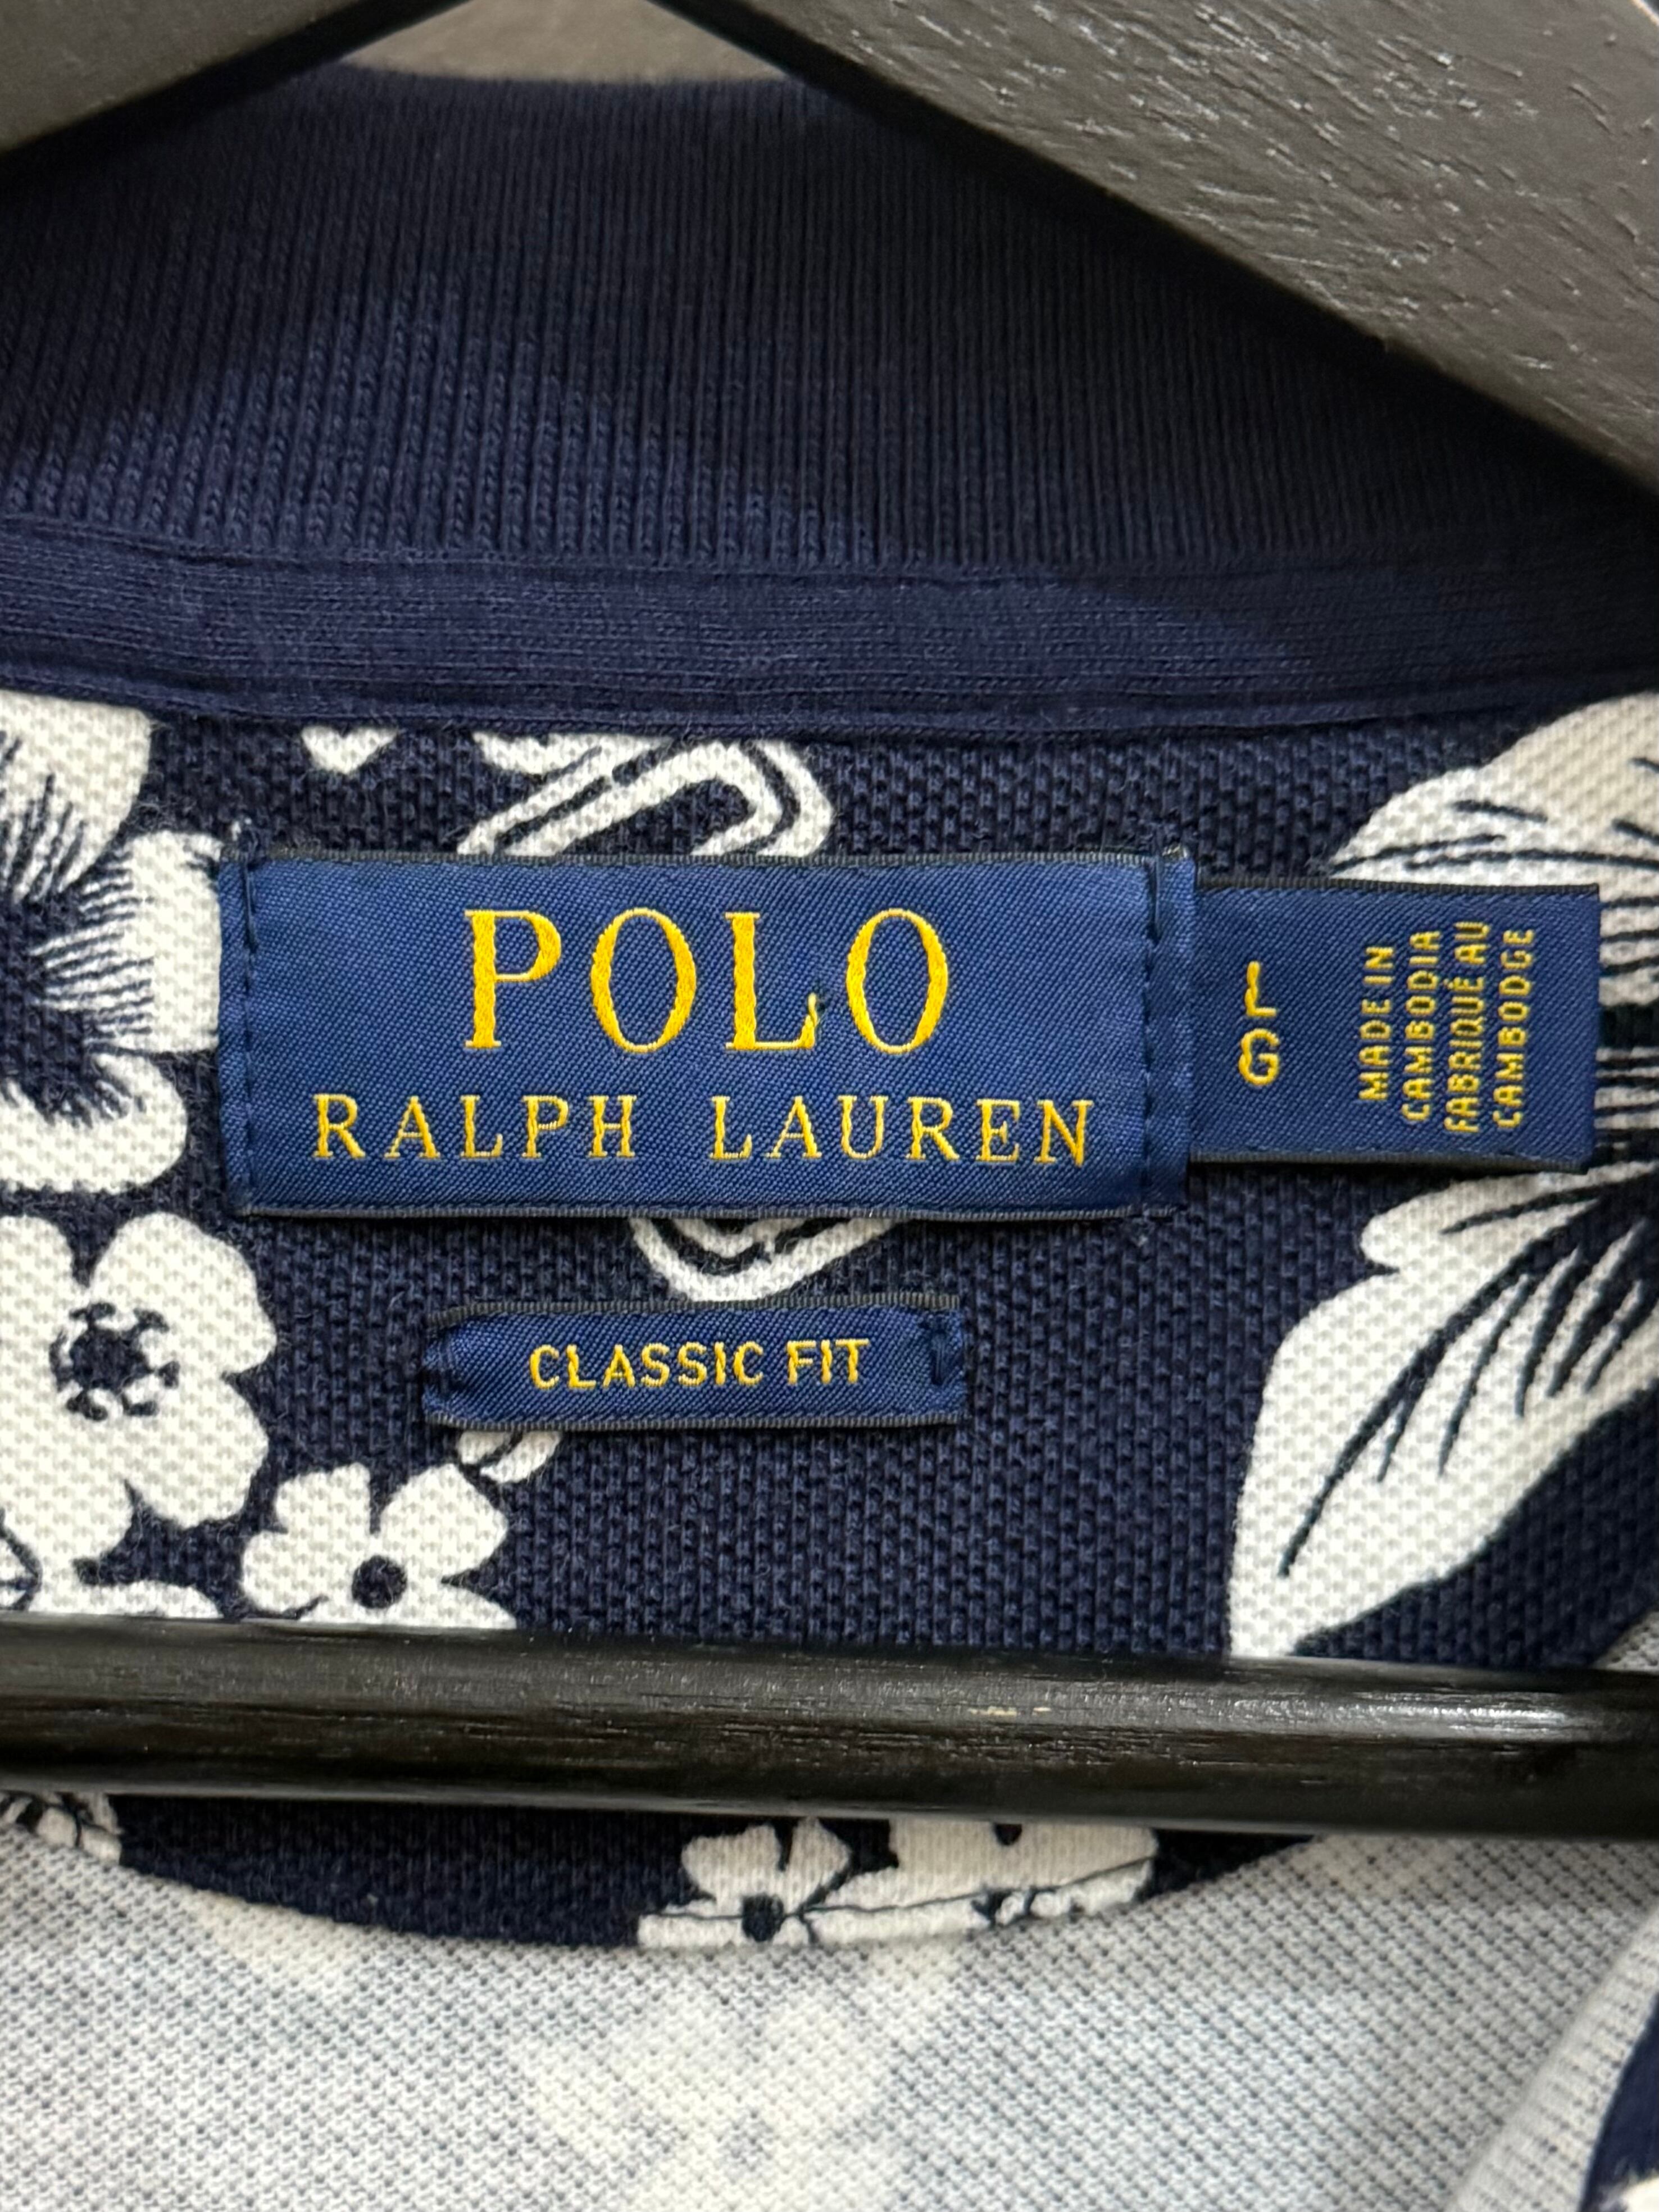 POLO
RALPH LAUREN
L
G
MADE IN
CAMBODIA
FABRIQUÉ AU
CAMBODGE
CLASSIC FIT